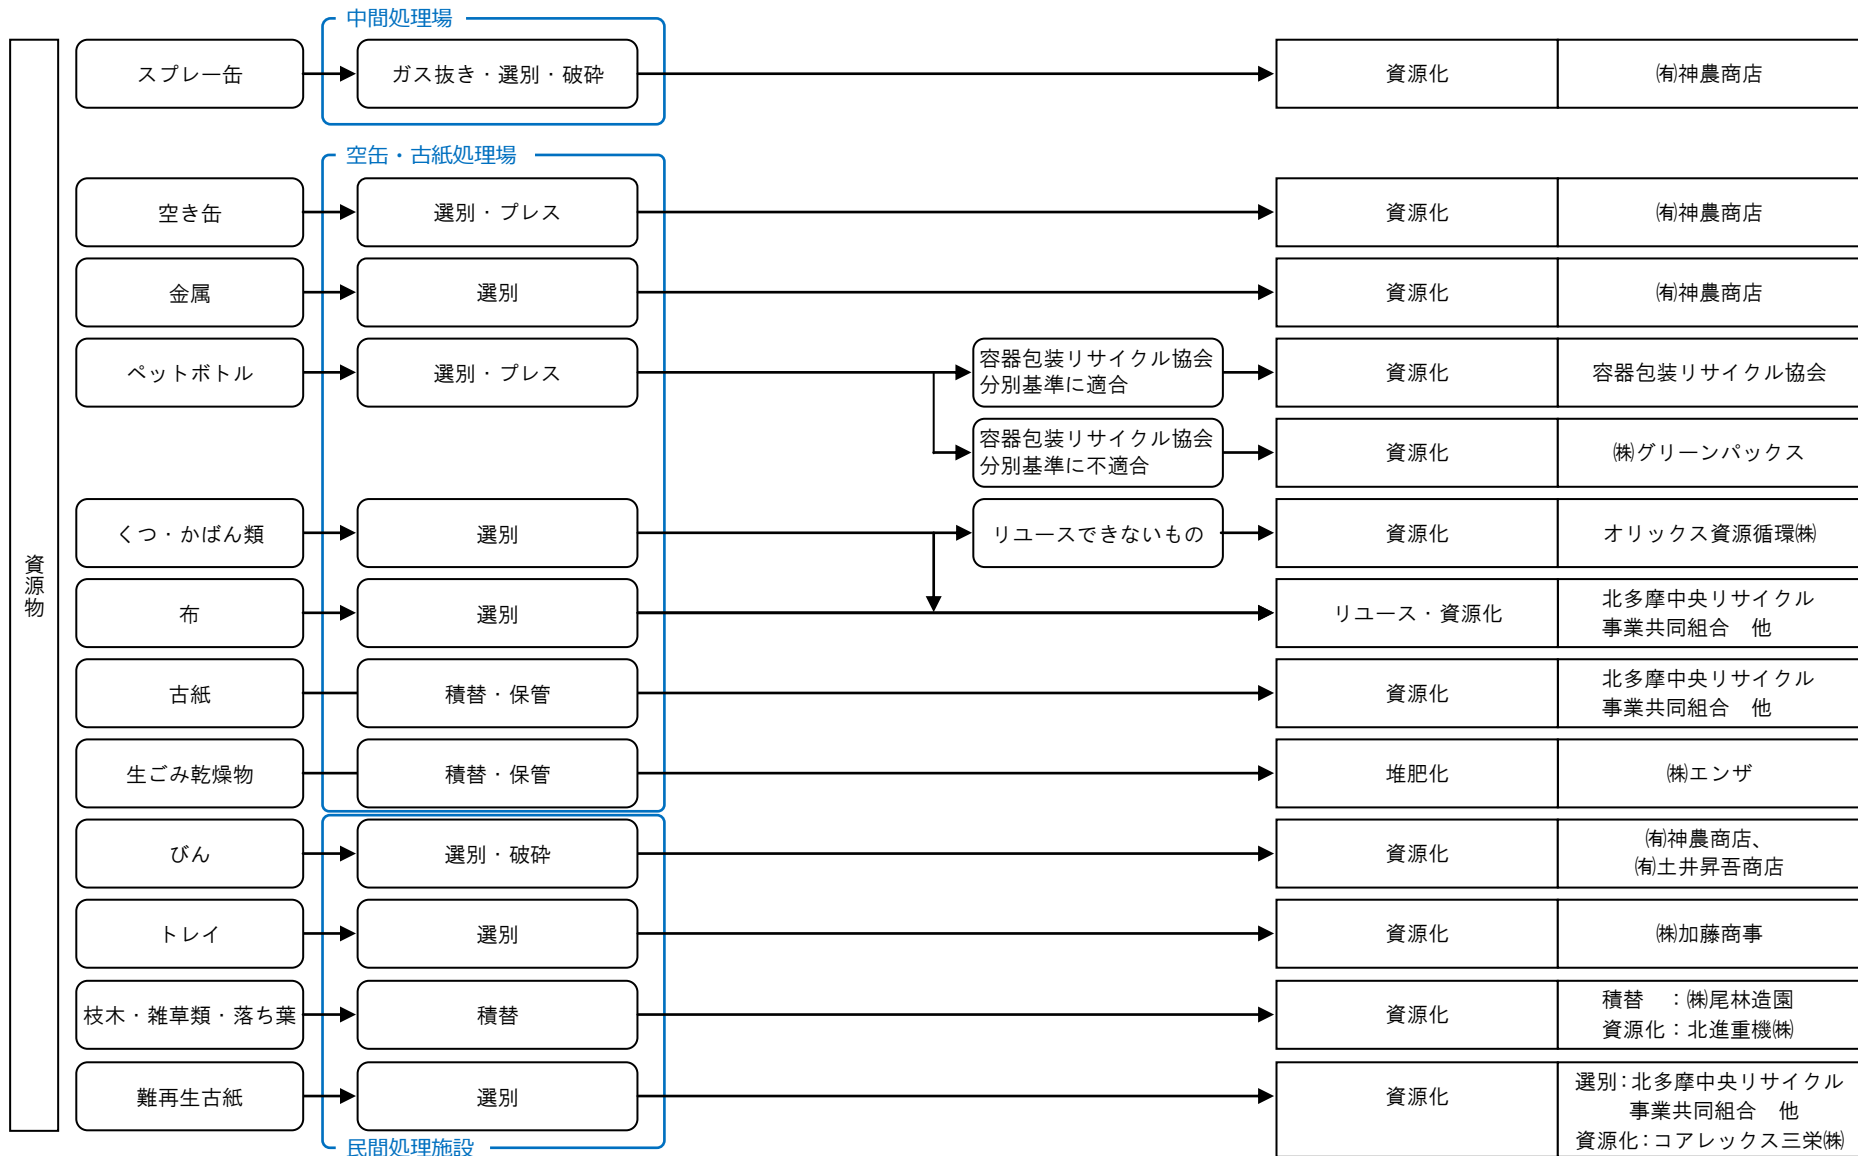 資源物
中間処理場
スプレー缶
ガス抜き・選別・破砕
資源化
㈲神農商店
空缶・古紙処理場
空き缶
選別・プレス
資源化
㈲神農商店
金属
選別
資源化
㈲神農商店
ペットボトル
選別・プレス
容器包装リサイクル協会
分別基準に適合
資源化
容器包装リサイクル協会
容器包装リサイクル協会
分別基準に不適合
資源化
㈱グリーンパックス
くつ・かばん類
選別
リユースできないもの
資源化
オリックス資源循環㈱
布
選別
リユース・資源化
北多摩中央リサイクル
事業共同組合　他
古紙
積替・保管
資源化
北多摩中央リサイクル
事業共同組合　他
生ごみ乾燥物
積替・保管
堆肥化
㈱エンザ
びん
選別・破砕
資源化
㈲神農商店、
㈲土井昇吾商店
トレイ
選別
資源化
㈱加藤商事
枝木・雑草類・落ち葉
積替
資源化
積替　：㈱尾林造園
資源化：北進重機㈱
難再生古紙
選別
資源化
選別：北多摩中央リサイクル
事業共同組合　他
資源化：コアレックス三栄㈱
民間処理施設